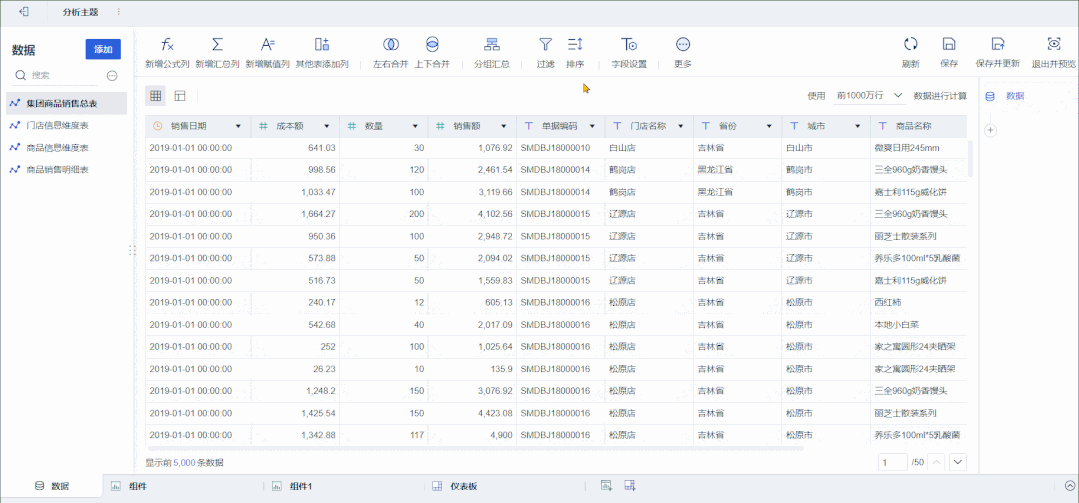 分析主题
数据 添加
搜索
集团商品销售总表
门店信息维度表
商品信息维度表
商品销售明细表
新增公式列 新增汇总列 新增赋值列 其他表添加列 左右合并 上下合并 分组汇总 过滤 排序 字段设置 更多 刷新 保存 保存并更新 退出并预览
使用 前1000万行 数据进行计算
数据
销售日期 成本额 数量 销售额 单据编码 门店名称 省份 城市 商品名称
2019-01-01 00:00:00 641.03 30 1,076.92 SMDBJ18000010 白山店 吉林省 白山市 微爽日用245mm
2019-01-01 00:00:00 998.56 120 2,461.54 SMDBJ18000014 鹤岗店 黑龙江省 鹤岗市 三全960g奶香馒头
2019-01-01 00:00:00 1,033.47 100 3,119.66 SMDBJ18000014 鹤岗店 黑龙江省 鹤岗市 嘉士利115g威化饼
2019-01-01 00:00:00 1,664.27 200 4,102.56 SMDBJ18000015 辽源店 吉林省 辽源市 三全960g奶香馒头
2019-01-01 00:00:00 950.36 100 2,948.72 SMDBJ18000015 辽源店 吉林省 辽源市 丽芝士散装系列
2019-01-01 00:00:00 573.88 50 2,094.02 SMDBJ18000015 辽源店 吉林省 辽源市 养乐多100ml*5乳酸菌
2019-01-01 00:00:00 516.73 50 1,559.83 SMDBJ18000015 辽源店 吉林省 辽源市 嘉士利115g威化饼
2019-01-01 00:00:00 240.17 12 605.13 SMDBJ18000016 松原店 吉林省 松原市 西红柿
2019-01-01 00:00:00 542.68 40 2,017.09 SMDBJ18000016 松原店 吉林省 松原市 本地小白菜
2019-01-01 00:00:00 252 100 1,025.64 SMDBJ18000016 松原店 吉林省 松原市 家之寓圆形24夹晒架
2019-01-01 00:00:00 26.23 10 135.9 SMDBJ18000016 松原店 吉林省 松原市 家之寓圆形24夹晒架
2019-01-01 00:00:00 1,248.2 150 3,076.92 SMDBJ18000016 松原店 吉林省 松原市 三全960g奶香馒头
2019-01-01 00:00:00 1,425.54 150 4,423.08 SMDBJ18000016 松原店 吉林省 松原市 丽芝士散装系列
2019-01-01 00:00:00 1,342.88 117 4,900 SMDBJ18000016 松原店 吉林省 松原市 养乐多100ml*5乳酸菌
显示前 5,000 条数据 1 /50
数据 组件 组件1 仪表板